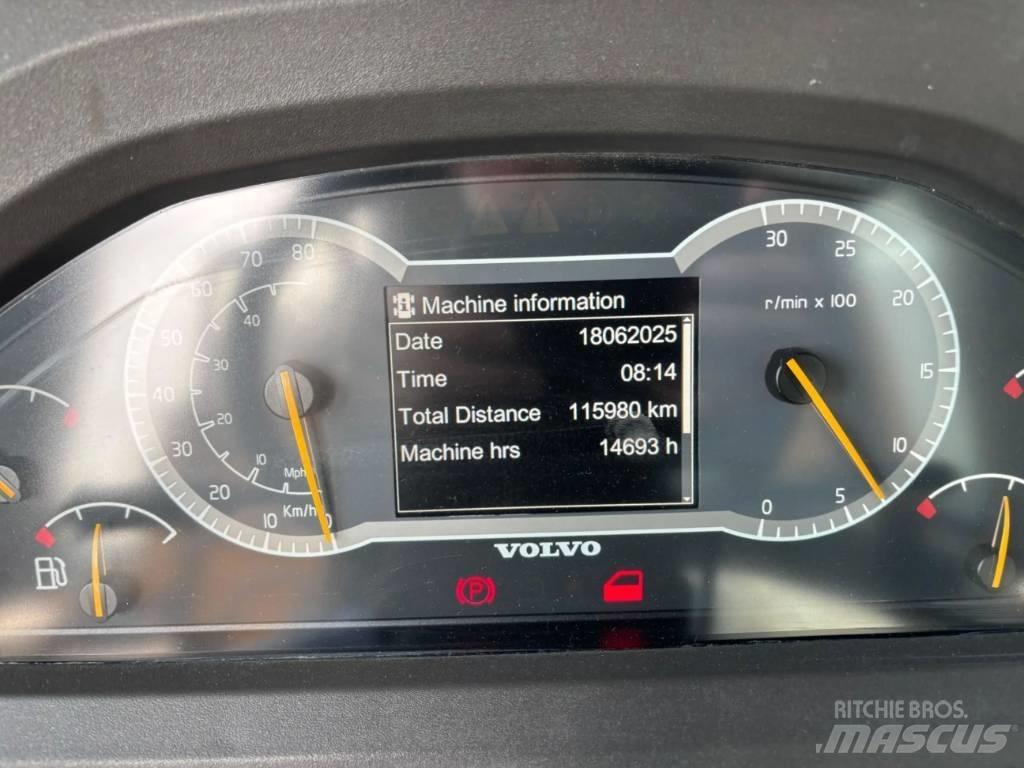 Machine information
Date 18062025
Time 08:14
Total Distance 115980 km
Machine hrs 14693 h
80
70
60
50
40
30
20
10
0
40
30
20
10
Mph
Km/h
30
25
20
15
10
5
0
r/min x 100
VOLVO
P
RITCHIE BROS.
MASCUS